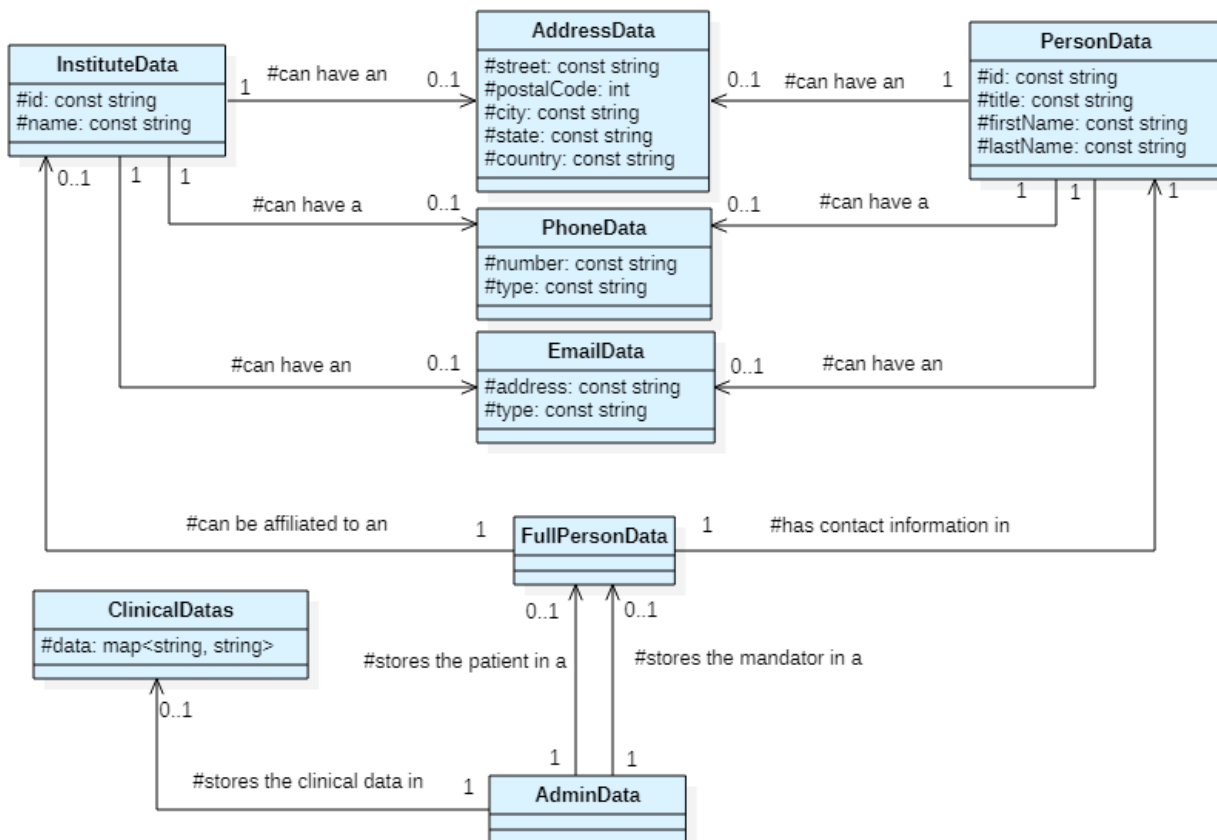 InstituteData
#id: const string
#name: const string
1
#can have an
0..1
AddressData
#street: const string
#postalCode: int
#city: const string
#state: const string
#country: const string
0..1
#can have an
1
PersonData
#id: const string
#title: const string
#firstName: const string
#lastName: const string
0..1
1
1
#can have a
0..1
PhoneData
#number: const string
#type: const string
0..1
#can have a
1
1
1
#can have an
0..1
EmailData
#address: const string
#type: const string
0..1
#can have an
#can be affiliated to an
1
FullPersonData
1
#has contact information in
ClinicalDatas
#data: map<string, string>
0..1
0..1
#stores the patient in a
#stores the mandator in a
0..1
1
1
#stores the clinical data in
1
AdminData